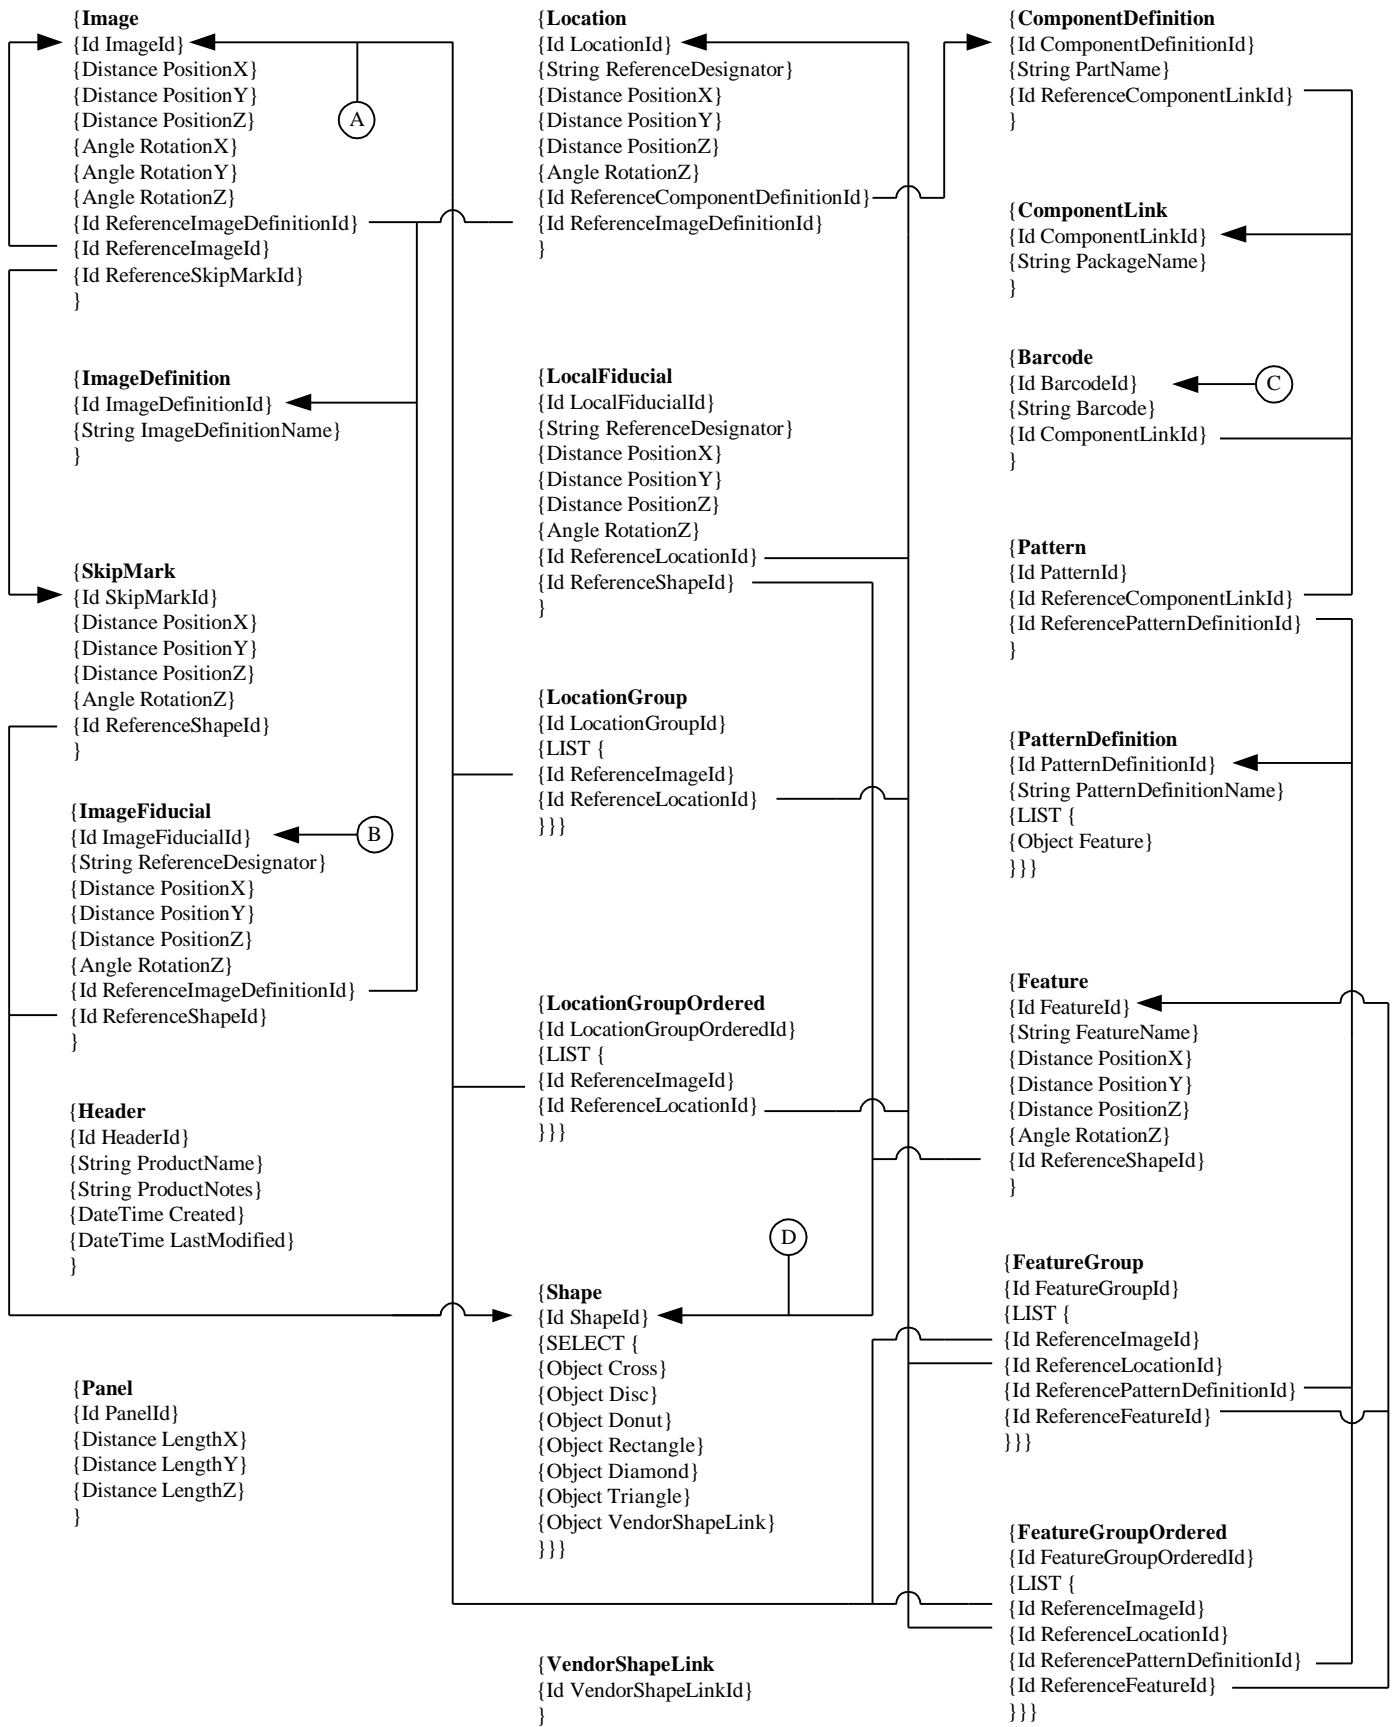 {Image
{Id ImageId}
{Distance PositionX}
{Distance PositionY}
{Distance PositionZ}
{Angle RotationX}
{Angle RotationY}
{Angle RotationZ}
{Id ReferenceImageDefinitionId}
{Id ReferenceImageId}
{Id ReferenceSkipMarkId}
}
A
{ImageDefinition
{Id ImageDefinitionId}
{String ImageDefinitionName}
}
{SkipMark
{Id SkipMarkId}
{Distance PositionX}
{Distance PositionY}
{Distance PositionZ}
{Angle RotationZ}
{Id ReferenceShapeId}
}
{ImageFiducial
{Id ImageFiducialId}
B
{String ReferenceDesignator}
{Distance PositionX}
{Distance PositionY}
{Distance PositionZ}
{Angle RotationZ}
{Id ReferenceImageDefinitionId}
{Id ReferenceShapeId}
}
{Header
{Id HeaderId}
{String ProductName}
{String ProductNotes}
{DateTime Created}
{DateTime LastModified}
}
{Panel
{Id PanelId}
{Distance LengthX}
{Distance LengthY}
{Distance LengthZ}
}
{Location
{Id LocationId}
{String ReferenceDesignator}
{Distance PositionX}
{Distance PositionY}
{Distance PositionZ}
{Angle RotationZ}
{Id ReferenceComponentDefinitionId}
{Id ReferenceImageDefinitionId}
}
{LocalFiducial
{Id LocalFiducialId}
{String ReferenceDesignator}
{Distance PositionX}
{Distance PositionY}
{Distance PositionZ}
{Angle RotationZ}
{Id ReferenceLocationId}
{Id ReferenceShapeId}
}
{LocationGroup
{Id LocationGroupId}
{LIST {
{Id ReferenceImageId}
{Id ReferenceLocationId}
}}}
{LocationGroupOrdered
{Id LocationGroupOrderedId}
{LIST {
{Id ReferenceImageId}
{Id ReferenceLocationId}
}}}
D
{Shape
{Id ShapeId}
{SELECT {
{Object Cross}
{Object Disc}
{Object Donut}
{Object Rectangle}
{Object Diamond}
{Object Triangle}
{Object VendorShapeLink}
}}}
{VendorShapeLink
{Id VendorShapeLinkId}
}
{ComponentDefinition
{Id ComponentDefinitionId}
{String PartName}
{Id ReferenceComponentLinkId}
}
{ComponentLink
{Id ComponentLinkId}
{String PackageName}
}
{Barcode
{Id BarcodeId}
C
{String Barcode}
{Id ComponentLinkId}
}
{Pattern
{Id PatternId}
{Id ReferenceComponentLinkId}
{Id ReferencePatternDefinitionId}
}
{PatternDefinition
{Id PatternDefinitionId}
{String PatternDefinitionName}
{LIST {
{Object Feature}
}}}
{Feature
{Id FeatureId}
{String FeatureName}
{Distance PositionX}
{Distance PositionY}
{Distance PositionZ}
{Angle RotationZ}
{Id ReferenceShapeId}
}
{FeatureGroup
{Id FeatureGroupId}
{LIST {
{Id ReferenceImageId}
{Id ReferenceLocationId}
{Id ReferencePatternDefinitionId}
{Id ReferenceFeatureId}
}}}
{FeatureGroupOrdered
{Id FeatureGroupOrderedId}
{LIST {
{Id ReferenceImageId}
{Id ReferenceLocationId}
{Id ReferencePatternDefinitionId}
{Id ReferenceFeatureId}
}}}